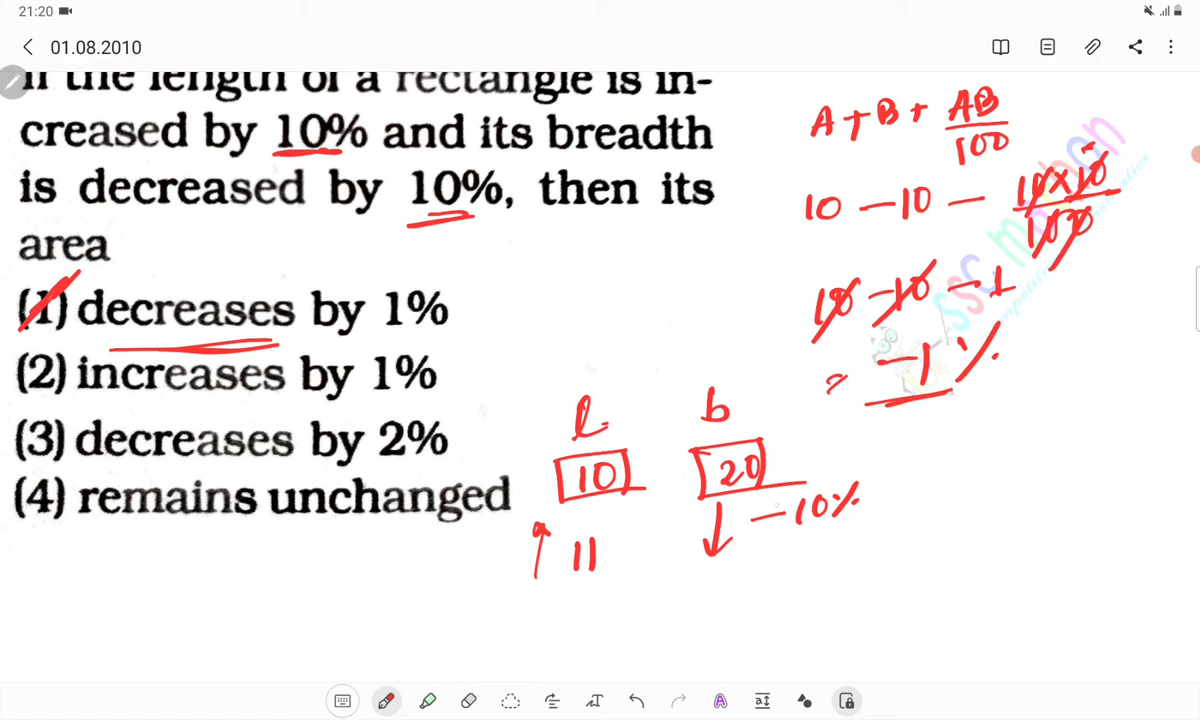 21:20
01.08.2010
If the length of a rectangle is in-
creased by 10% and its breadth
is decreased by 10%, then its
area
(1) decreases by 1%
(2) increases by 1%
(3) decreases by 2%
(4) remains unchanged
A + B + AB/100
10 - 10 - 10x10/100
10 - 10 - 1
= -1 %
l b
10 20
11 -10%
SSC